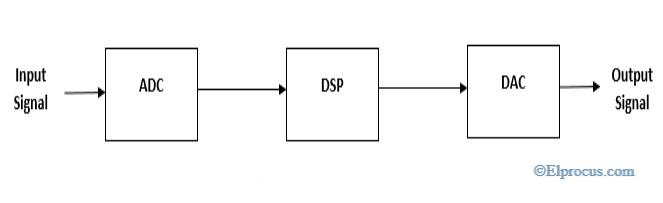 Input
Signal
ADC
DSP
DAC
Output
Signal
©Elprocus.com